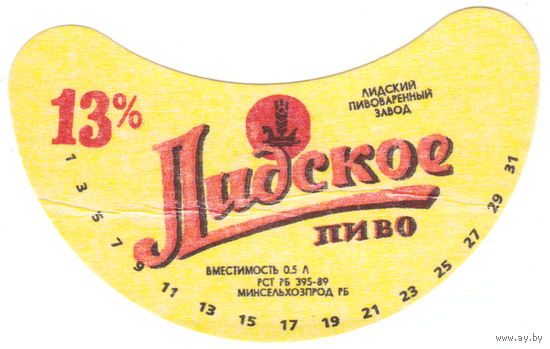 13%
ЛИДСКИЙ
ПИВОВАРЕННЫЙ
ЗАВОД
Лидское
ПИВО
ВМЕСТИМОСТЬ 0.5 Л
РСТ РБ 395-89
МИНСЕЛЬХОЗПРОД РБ
1 3 5 7 9 11 13 15 17 19 21 23 25 27 29 31
www.ay.by